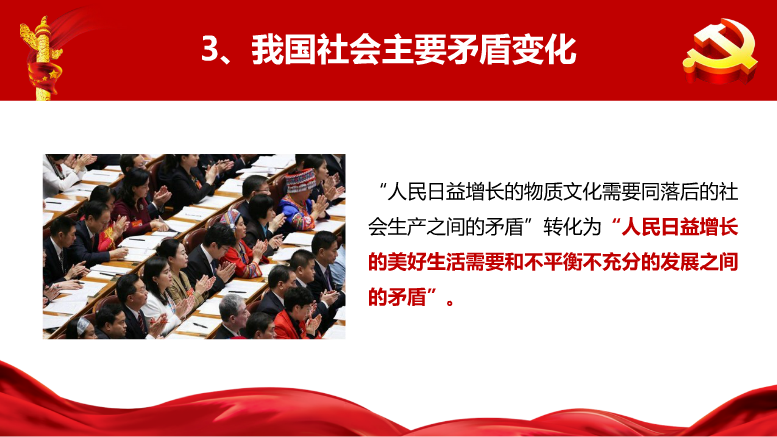 3、我国社会主要矛盾变化
“人民日益增长的物质文化需要同落后的社
会生产之间的矛盾”转化为“人民日益增长
的美好生活需要和不平衡不充分的发展之间
的矛盾”。